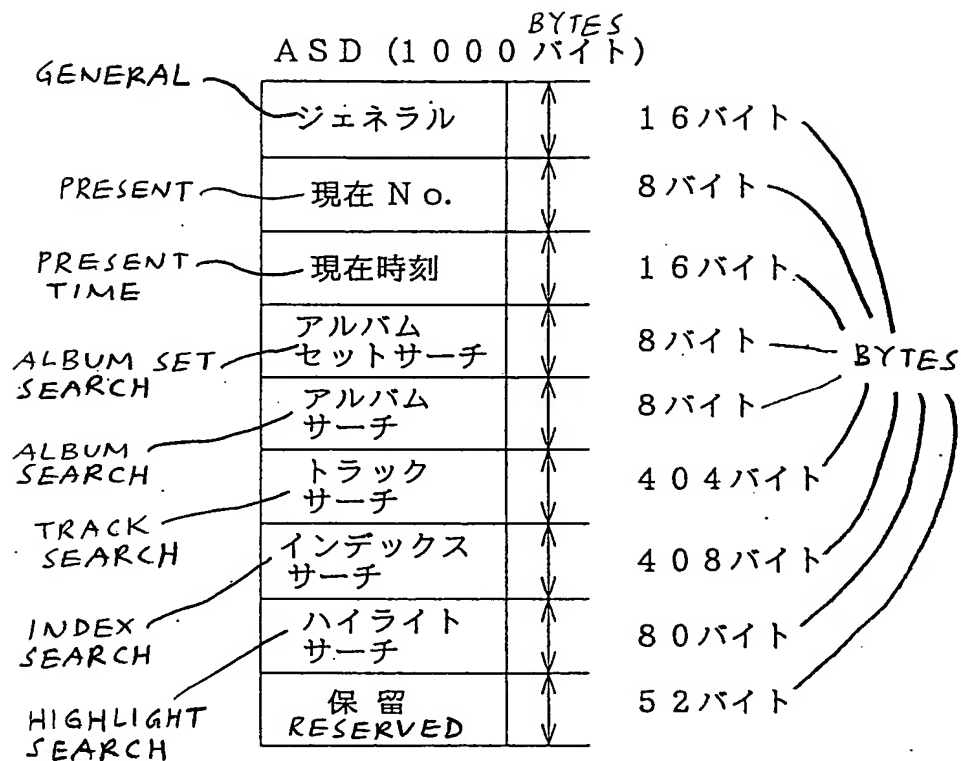 BYTES
ASD (1000バイト)
GENERAL
ジェネラル
16バイト
PRESENT
現在 No.
8バイト
PRESENT
TIME
現在時刻
16バイト
ALBUM SET
SEARCH
アルバム
セットサーチ
8バイト
BYTES
ALBUM
SEARCH
アルバム
サーチ
8バイト
TRACK
SEARCH
トラック
サーチ
404バイト
INDEX
SEARCH
インデックス
サーチ
408バイト
HIGHLIGHT
SEARCH
ハイライト
サーチ
80バイト
保留
RESERVED
52バイト